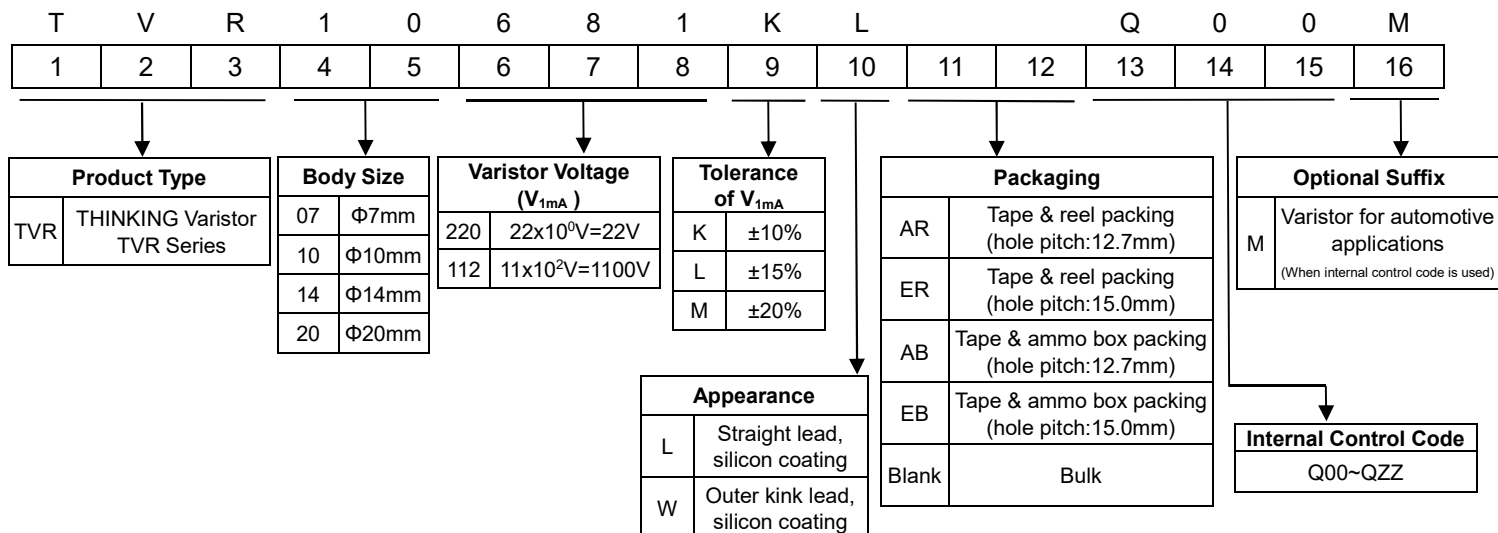 T V R 1 0 6 8 1 K L Q 0 0 M
1 2 3 4 5 6 7 8 9 10 11 12 13 14 15 16
Product Type
TVR THINKING Varistor
TVR Series
Body Size
07 Φ7mm
10 Φ10mm
14 Φ14mm
20 Φ20mm
Varistor Voltage
(V1mA )
220 22x10⁰V=22V
112 11x10²V=1100V
Tolerance
of V1mA
K ±10%
L ±15%
M ±20%
Appearance
L Straight lead,
silicon coating
W Outer kink lead,
silicon coating
Packaging
AR Tape & reel packing
(hole pitch:12.7mm)
ER Tape & reel packing
(hole pitch:15.0mm)
AB Tape & ammo box packing
(hole pitch:12.7mm)
EB Tape & ammo box packing
(hole pitch:15.0mm)
Blank Bulk
Internal Control Code
Q00~QZZ
Optional Suffix
M Varistor for automotive
applications
(When internal control code is used)